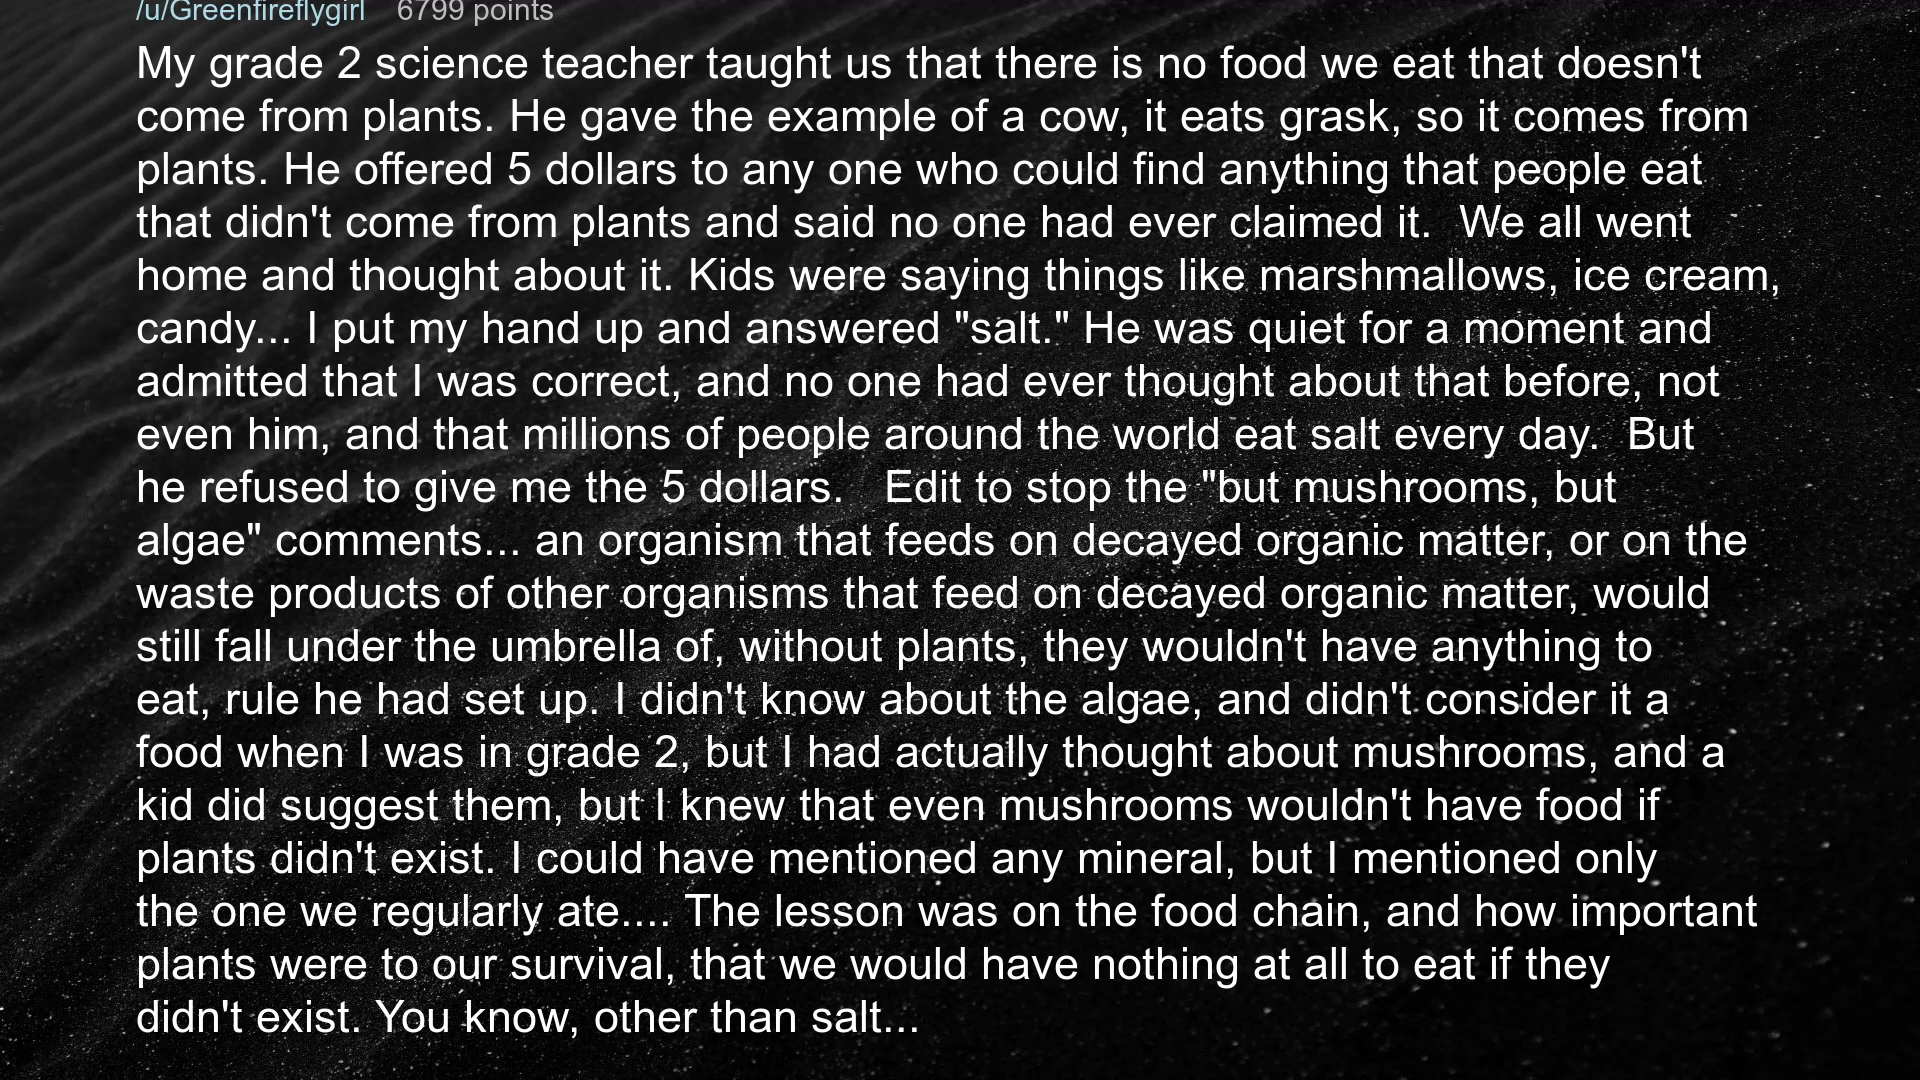 /u/Greenfireflygirl 6799 points
My grade 2 science teacher taught us that there is no food we eat that doesn't
come from plants. He gave the example of a cow, it eats grask, so it comes from
plants. He offered 5 dollars to any one who could find anything that people eat
that didn't come from plants and said no one had ever claimed it.  We all went
home and thought about it. Kids were saying things like marshmallows, ice cream,
candy... I put my hand up and answered "salt." He was quiet for a moment and
admitted that I was correct, and no one had ever thought about that before, not
even him, and that millions of people around the world eat salt every day.  But
he refused to give me the 5 dollars.   Edit to stop the "but mushrooms, but
algae" comments... an organism that feeds on decayed organic matter, or on the
waste products of other organisms that feed on decayed organic matter, would
still fall under the umbrella of, without plants, they wouldn't have anything to
eat, rule he had set up. I didn't know about the algae, and didn't consider it a
food when I was in grade 2, but I had actually thought about mushrooms, and a
kid did suggest them, but I knew that even mushrooms wouldn't have food if
plants didn't exist. I could have mentioned any mineral, but I mentioned only
the one we regularly ate.... The lesson was on the food chain, and how important
plants were to our survival, that we would have nothing at all to eat if they
didn't exist. You know, other than salt...